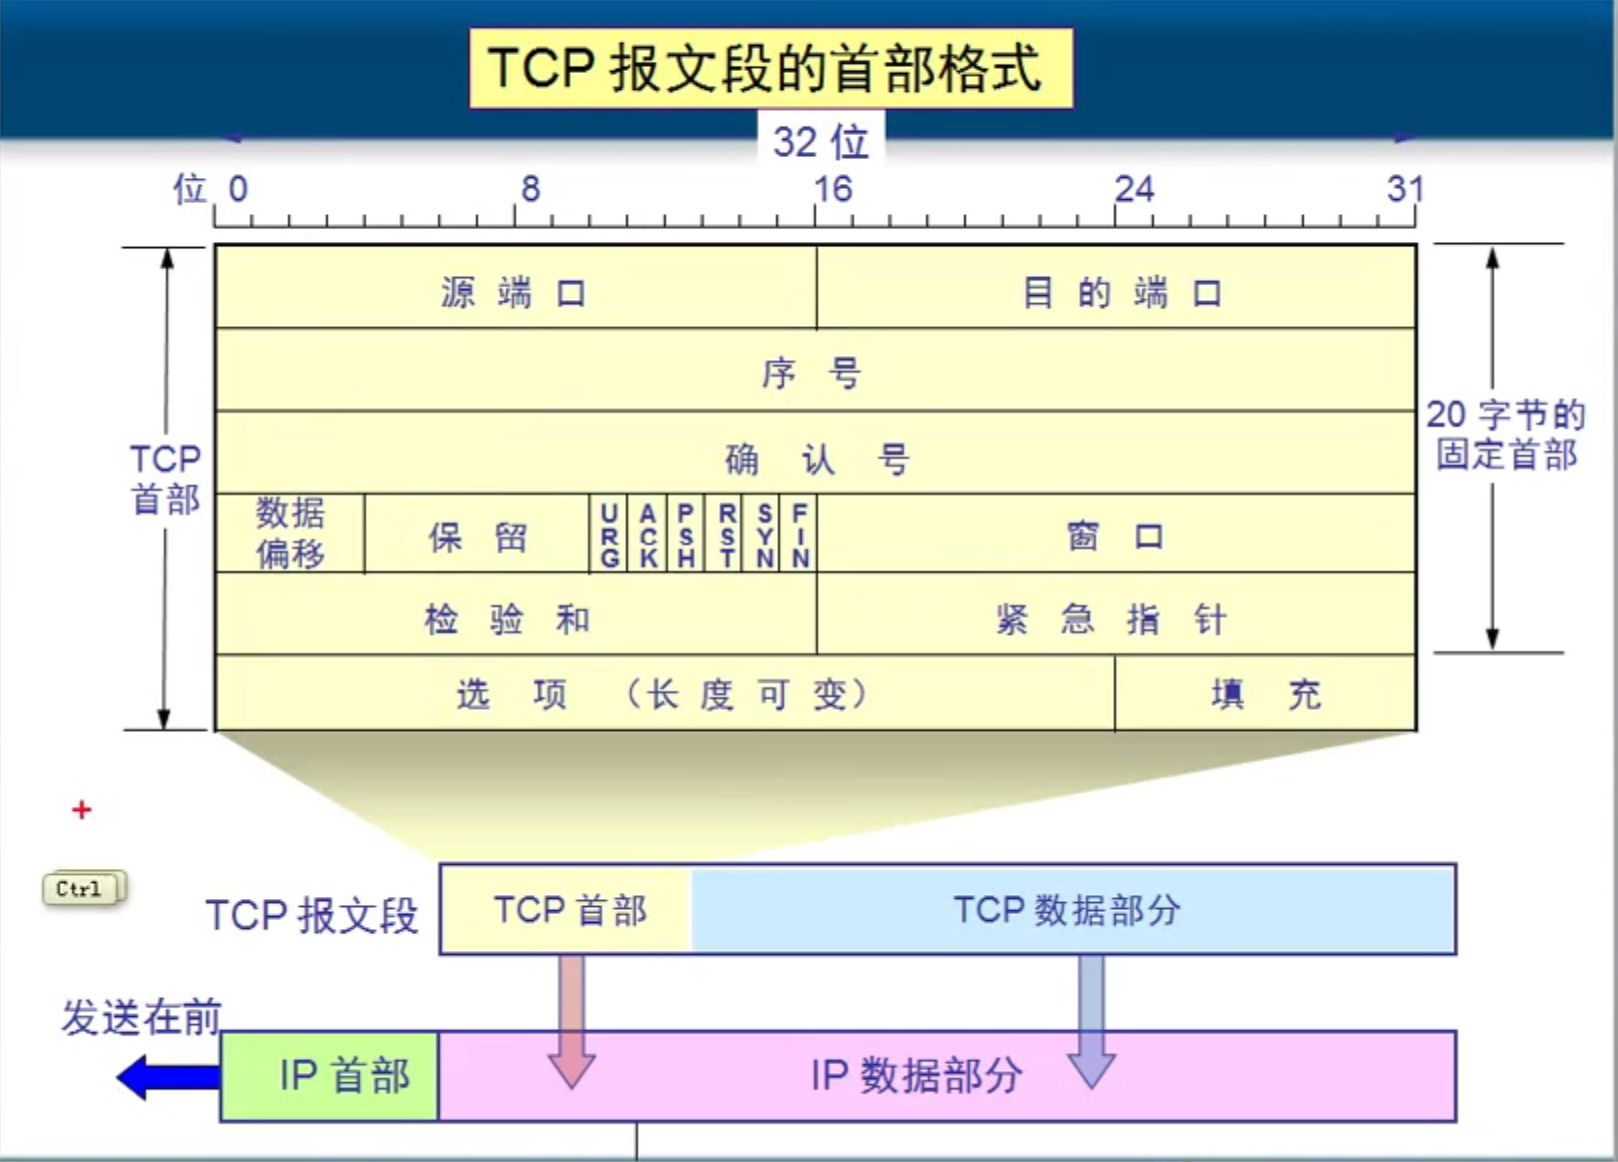 TCP 报文段的首部格式
32 位
位 0 8 16 24 31
源端口 目的端口
序号
确认号
TCP
首部
20 字节的
固定首部
数据
偏移
保留
URG
ACK
PSH
RST
SYN
FIN
窗口
检验和 紧急指针
选项（长度可变） 填充
Ctrl
TCP 报文段 TCP 首部 TCP 数据部分
发送在前
IP 首部 IP 数据部分